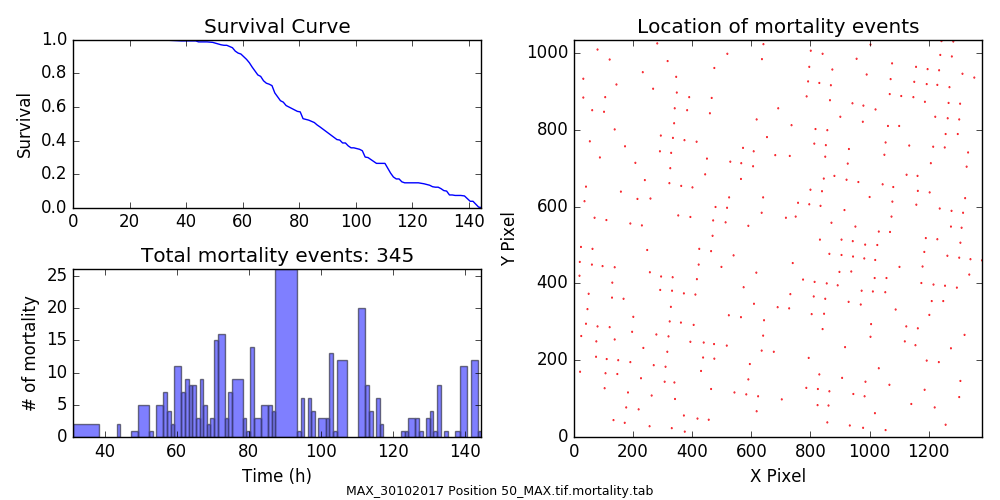 Survival Curve
1.0
0.8
0.6
0.4
0.2
0.0
Survival
0 20 40 60 80 100 120 140
Total mortality events: 345
25
20
15
10
5
0
# of mortality
40 60 80 100 120 140
Time (h)
Location of mortality events
1000
800
600
400
200
0
Y Pixel
0 200 400 600 800 1000 1200
X Pixel
MAX_30102017 Position 50_MAX.tif.mortality.tab